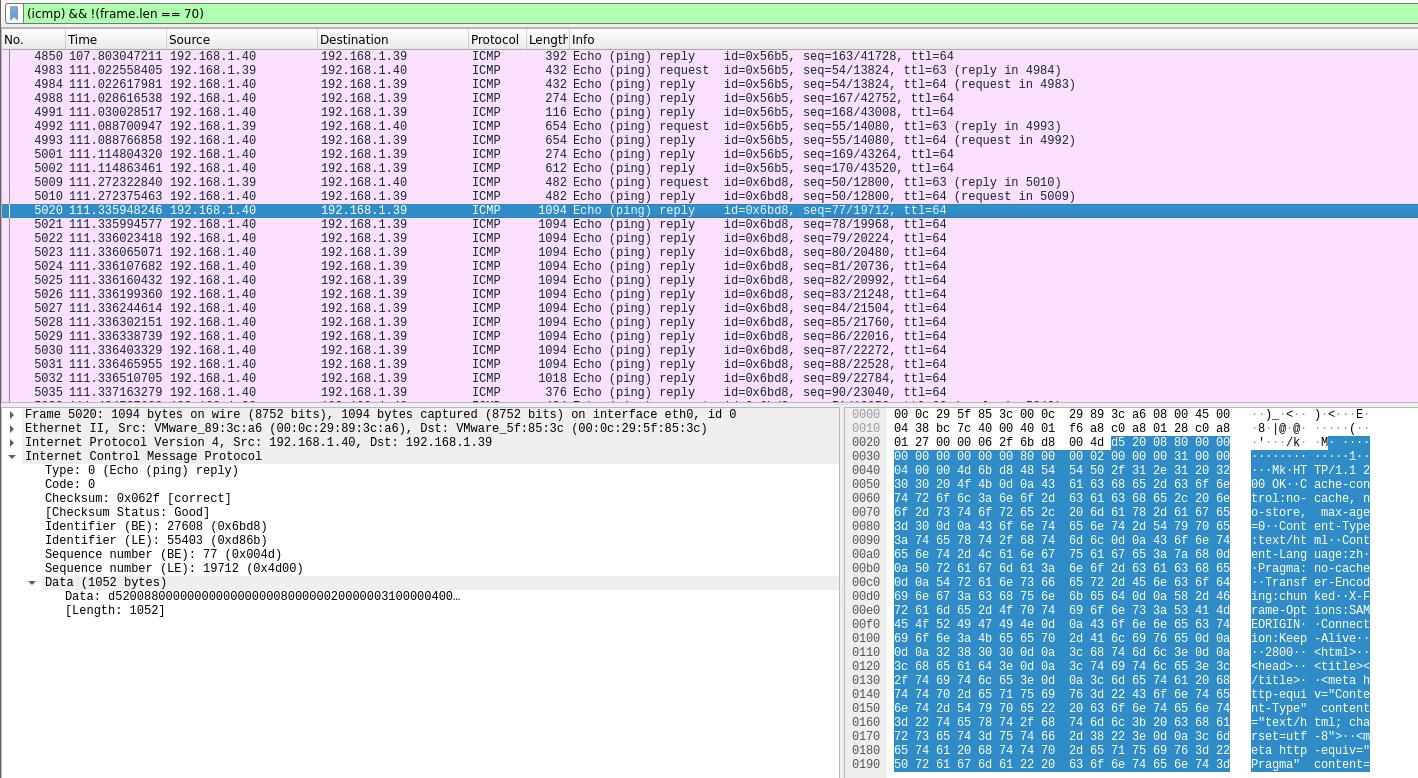 (icmp) && !(frame.len == 70)
No. Time Source Destination Protocol Length Info
4850 107.803047211 192.168.1.40 192.168.1.39 ICMP 392 Echo (ping) reply id=0x56b5, seq=163/41728, ttl=64
4983 111.022558405 192.168.1.39 192.168.1.40 ICMP 432 Echo (ping) request id=0x56b5, seq=54/13824, ttl=63 (reply in 4984)
4984 111.022617981 192.168.1.40 192.168.1.39 ICMP 432 Echo (ping) reply id=0x56b5, seq=54/13824, ttl=64 (request in 4983)
4988 111.028616538 192.168.1.40 192.168.1.39 ICMP 274 Echo (ping) reply id=0x56b5, seq=167/42752, ttl=64
4991 111.030028517 192.168.1.40 192.168.1.39 ICMP 116 Echo (ping) reply id=0x56b5, seq=168/43008, ttl=64
4992 111.088700947 192.168.1.39 192.168.1.40 ICMP 654 Echo (ping) request id=0x56b5, seq=55/14080, ttl=63 (reply in 4993)
4993 111.088766858 192.168.1.40 192.168.1.39 ICMP 654 Echo (ping) reply id=0x56b5, seq=55/14080, ttl=64 (request in 4992)
5001 111.114804320 192.168.1.40 192.168.1.39 ICMP 274 Echo (ping) reply id=0x56b5, seq=169/43264, ttl=64
5002 111.114863461 192.168.1.40 192.168.1.39 ICMP 612 Echo (ping) reply id=0x56b5, seq=170/43520, ttl=64
5009 111.272322840 192.168.1.39 192.168.1.40 ICMP 482 Echo (ping) request id=0x6bd8, seq=50/12800, ttl=63 (reply in 5010)
5010 111.272375463 192.168.1.40 192.168.1.39 ICMP 482 Echo (ping) reply id=0x6bd8, seq=50/12800, ttl=64 (request in 5009)
5020 111.335948246 192.168.1.40 192.168.1.39 ICMP 1094 Echo (ping) reply id=0x6bd8, seq=77/19712, ttl=64
5021 111.335994577 192.168.1.40 192.168.1.39 ICMP 1094 Echo (ping) reply id=0x6bd8, seq=78/19968, ttl=64
5022 111.336023418 192.168.1.40 192.168.1.39 ICMP 1094 Echo (ping) reply id=0x6bd8, seq=79/20224, ttl=64
5023 111.336065071 192.168.1.40 192.168.1.39 ICMP 1094 Echo (ping) reply id=0x6bd8, seq=80/20480, ttl=64
5024 111.336107682 192.168.1.40 192.168.1.39 ICMP 1094 Echo (ping) reply id=0x6bd8, seq=81/20736, ttl=64
5025 111.336160432 192.168.1.40 192.168.1.39 ICMP 1094 Echo (ping) reply id=0x6bd8, seq=82/20992, ttl=64
5026 111.336199360 192.168.1.40 192.168.1.39 ICMP 1094 Echo (ping) reply id=0x6bd8, seq=83/21248, ttl=64
5027 111.336244614 192.168.1.40 192.168.1.39 ICMP 1094 Echo (ping) reply id=0x6bd8, seq=84/21504, ttl=64
5028 111.336302151 192.168.1.40 192.168.1.39 ICMP 1094 Echo (ping) reply id=0x6bd8, seq=85/21760, ttl=64
5029 111.336338739 192.168.1.40 192.168.1.39 ICMP 1094 Echo (ping) reply id=0x6bd8, seq=86/22016, ttl=64
5030 111.336403329 192.168.1.40 192.168.1.39 ICMP 1094 Echo (ping) reply id=0x6bd8, seq=87/22272, ttl=64
5031 111.336465955 192.168.1.40 192.168.1.39 ICMP 1094 Echo (ping) reply id=0x6bd8, seq=88/22528, ttl=64
5032 111.336510705 192.168.1.40 192.168.1.39 ICMP 1018 Echo (ping) reply id=0x6bd8, seq=89/22784, ttl=64
5035 111.337163279 192.168.1.40 192.168.1.39 ICMP 376 Echo (ping) reply id=0x6bd8, seq=90/23040, ttl=64
Frame 5020: 1094 bytes on wire (8752 bits), 1094 bytes captured (8752 bits) on interface eth0, id 0
Ethernet II, Src: VMware_89:3c:a6 (00:0c:29:89:3c:a6), Dst: VMware_5f:85:3c (00:0c:29:5f:85:3c)
Internet Protocol Version 4, Src: 192.168.1.40, Dst: 192.168.1.39
Internet Control Message Protocol
Type: 0 (Echo (ping) reply)
Code: 0
Checksum: 0x062f [correct]
[Checksum Status: Good]
Identifier (BE): 27608 (0x6bd8)
Identifier (LE): 55403 (0xd86b)
Sequence number (BE): 77 (0x004d)
Sequence number (LE): 19712 (0x4d00)
Data (1052 bytes)
Data: d52008800000000000000000800000020000003100000400…
[Length: 1052]
0000 00 0c 29 5f 85 3c 00 0c 29 89 3c a6 08 00 45 00 ··)_·<·· )·<···E·
0010 04 38 bc 7c 40 00 40 01 f6 a8 c0 a8 01 28 c0 a8 ·8·|@·@· ·····(··
0020 01 27 00 00 06 2f 6b d8 00 4d d5 20 08 80 00 00 ·'···/k· ·M· ····
0030 00 00 00 00 00 00 80 00 00 02 00 00 00 31 00 00 ········ ·····1··
0040 04 00 00 4d 6b d8 48 54 54 50 2f 31 2e 31 20 32 ···Mk·HT TP/1.1 2
0050 30 30 20 4f 4b 0d 0a 43 61 63 68 65 2d 63 6f 6e 00 OK··C ache-con
0060 74 72 6f 6c 3a 6e 6f 2d 63 61 63 68 65 2c 20 6e trol:no- cache, n
0070 6f 2d 73 74 6f 72 65 2c 20 6d 61 78 2d 61 67 65 o-store, max-age
0080 3d 30 0d 0a 43 6f 6e 74 65 6e 74 2d 54 79 70 65 =0··Cont ent-Type
0090 3a 74 65 78 74 2f 68 74 6d 6c 0d 0a 43 6f 6e 74 :text/ht ml··Cont
00a0 65 6e 74 2d 4c 61 6e 67 75 61 67 65 3a 7a 68 0d ent-Lang uage:zh·
00b0 0a 50 72 61 67 6d 61 3a 6e 6f 2d 63 61 63 68 65 ·Pragma: no-cache
00c0 0d 0a 54 72 61 6e 73 66 65 72 2d 45 6e 63 6f 64 ··Transf er-Encod
00d0 69 6e 67 3a 63 68 75 6e 6b 65 64 0d 0a 58 2d 46 ing:chun ked··X-F
00e0 72 61 6d 65 2d 4f 70 74 69 6f 6e 73 3a 53 41 4d rame-Opt ions:SAM
00f0 45 4f 52 49 47 49 4e 0d 0a 43 6f 6e 6e 65 63 74 EORIGIN· ·Connect
0100 69 6f 6e 3a 4b 65 65 70 2d 41 6c 69 76 65 0d 0a ion:Keep -Alive··
0110 0d 0a 32 38 30 30 0d 0a 3c 68 74 6d 6c 3e 0d 0a ··2800·· <html>··
0120 3c 68 65 61 64 3e 0d 0a 3c 74 69 74 6c 65 3e 3c <head>·· <title><
0130 2f 74 69 74 6c 65 3e 0d 0a 3c 6d 65 74 61 20 68 /title>· ·<meta h
0140 74 74 70 2d 65 71 75 69 76 3d 22 43 6f 6e 74 65 ttp-equi v="Conte
0150 6e 74 2d 54 79 70 65 22 20 63 6f 6e 74 65 6e 74 nt-Type" content
0160 3d 22 74 65 78 74 2f 68 74 6d 6c 3b 20 63 68 61 ="text/h tml; cha
0170 72 73 65 74 3d 75 74 66 2d 38 22 3e 0d 0a 3c 6d rset=utf -8">··<m
0180 65 74 61 20 68 74 74 70 2d 65 71 75 69 76 3d 22 eta http -equiv="
0190 50 72 61 67 6d 61 22 20 63 6f 6e 74 65 6e 74 3d Pragma" content=